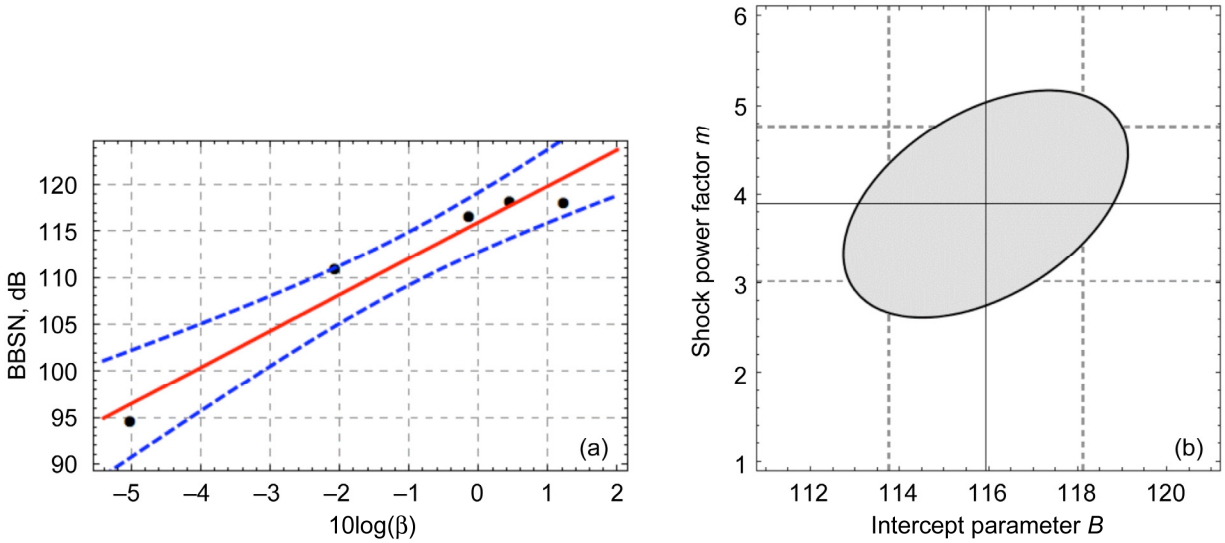 BBSN, dB
120
115
110
105
100
95
90
–5 –4 –3 –2 –1 0 1 2
10log(β)
(a)
Shock power factor m
6
5
4
3
2
1
112 114 116 118 120
Intercept parameter B
(b)